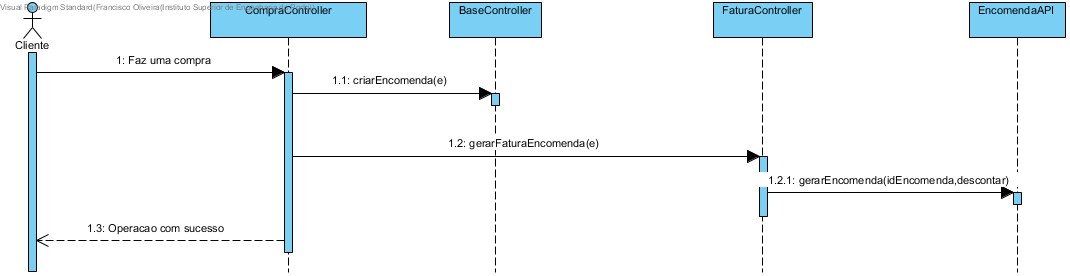 Visual Paradigm Standard(Francisco Oliveira(Instituto Superior de
CompraController
BaseController
FaturaController
EncomendaAPI
Cliente
1: Faz uma compra
1.1: criarEncomenda(e)
1.2: gerarFaturaEncomenda(e)
1.2.1: gerarEncomenda(idEncomenda,descontar)
1.3: Operacao com sucesso